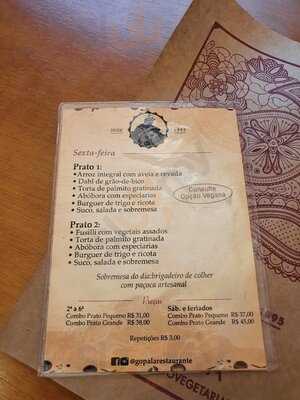 DESDE 1995
Sexta-feira
Prato 1:
• Arroz integral com aveia e cevada
• Dahl de grão-de-bico
• Torta de palmito gratinada
• Abóbora com especiarias
• Burguer de trigo e ricota
• Suco, salada e sobremesa
Consulte
Opção Vegana
Prato 2:
• Fusilli com vegetais assados
• Torta de palmito gratinada
• Abóbora com especiarias
• Burguer de trigo e ricota
• Suco, salada e sobremesa
Sobremesa do dia:brigadeiro de colher
com paçoca artesanal
Preços
2ª a 6ª
Combo Prato Pequeno R$ 31,00
Combo Prato Grande R$ 38,00
Sáb. e feriados
Combo Prato Pequeno R$ 37,00
Combo Prato Grande R$ 45,00
Repetições R$ 3,00
@gopalarestaurante